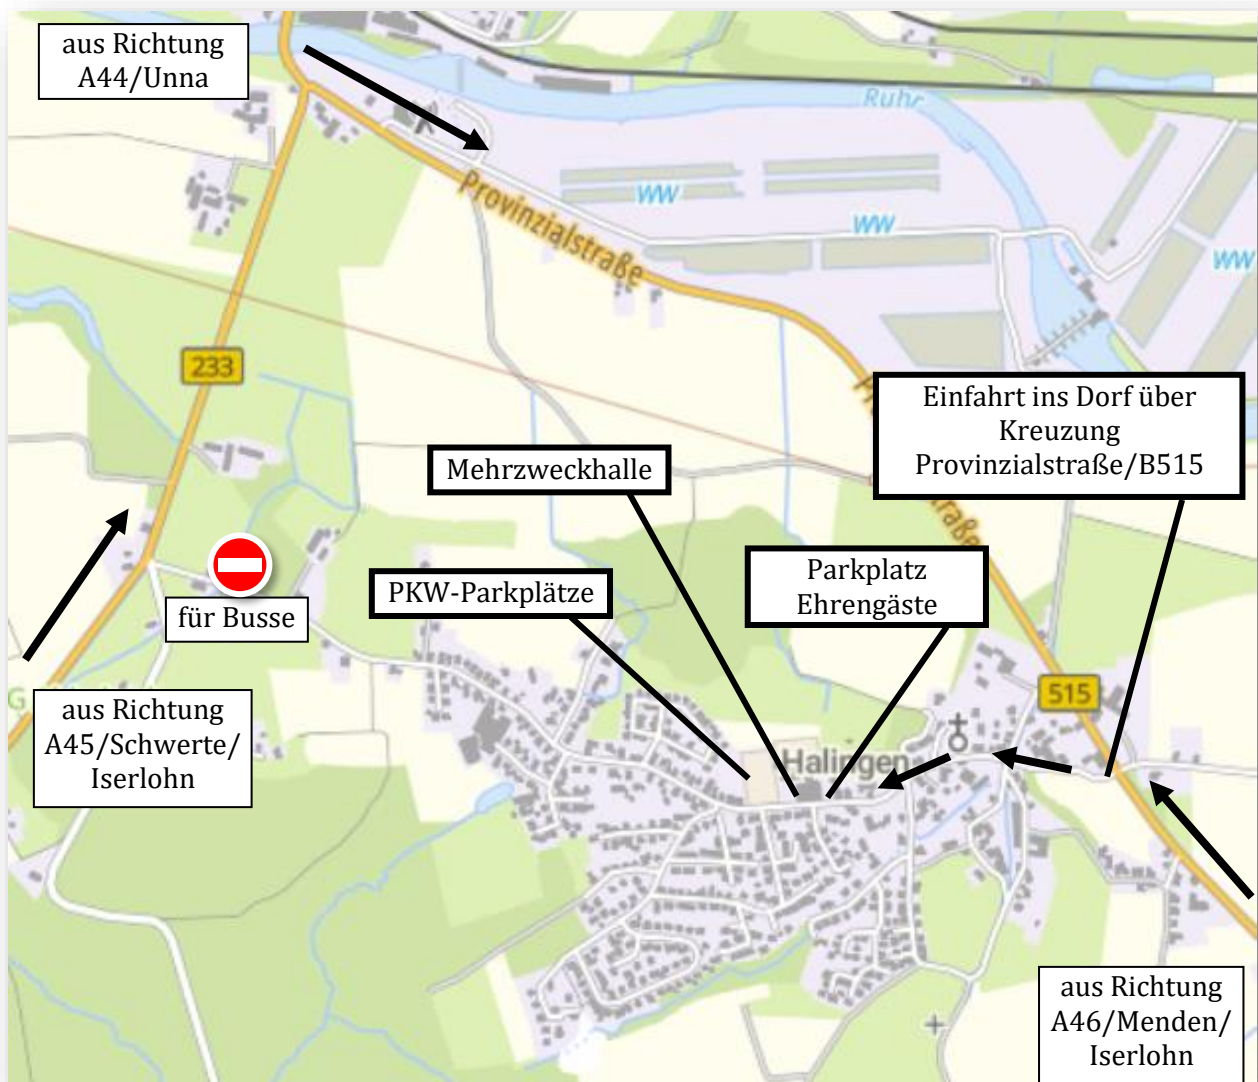 aus Richtung
A44/Unna
Ruhr
Provinzialstraße
WW
WW
WW
233
Einfahrt ins Dorf über
Kreuzung
Provinzialstraße/B515
Mehrzweckhalle
PKW-Parkplätze
Parkplatz
Ehrengäste
für Busse
515
aus Richtung
A45/Schwerte/
Iserlohn
Halingen
aus Richtung
A46/Menden/
Iserlohn